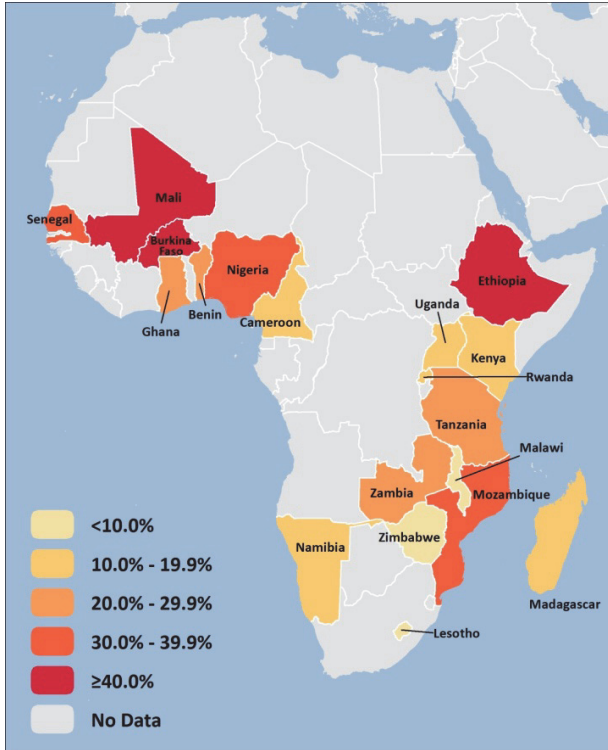 Mali
Senegal
Burkina
Faso
Nigeria
Ethiopia
Benin
Ghana
Cameroon
Uganda
Kenya
Rwanda
Tanzania
Malawi
Zambia
Mozambique
Zimbabwe
Namibia
Madagascar
Lesotho
<10.0%
10.0% - 19.9%
20.0% - 29.9%
30.0% - 39.9%
≥40.0%
No Data